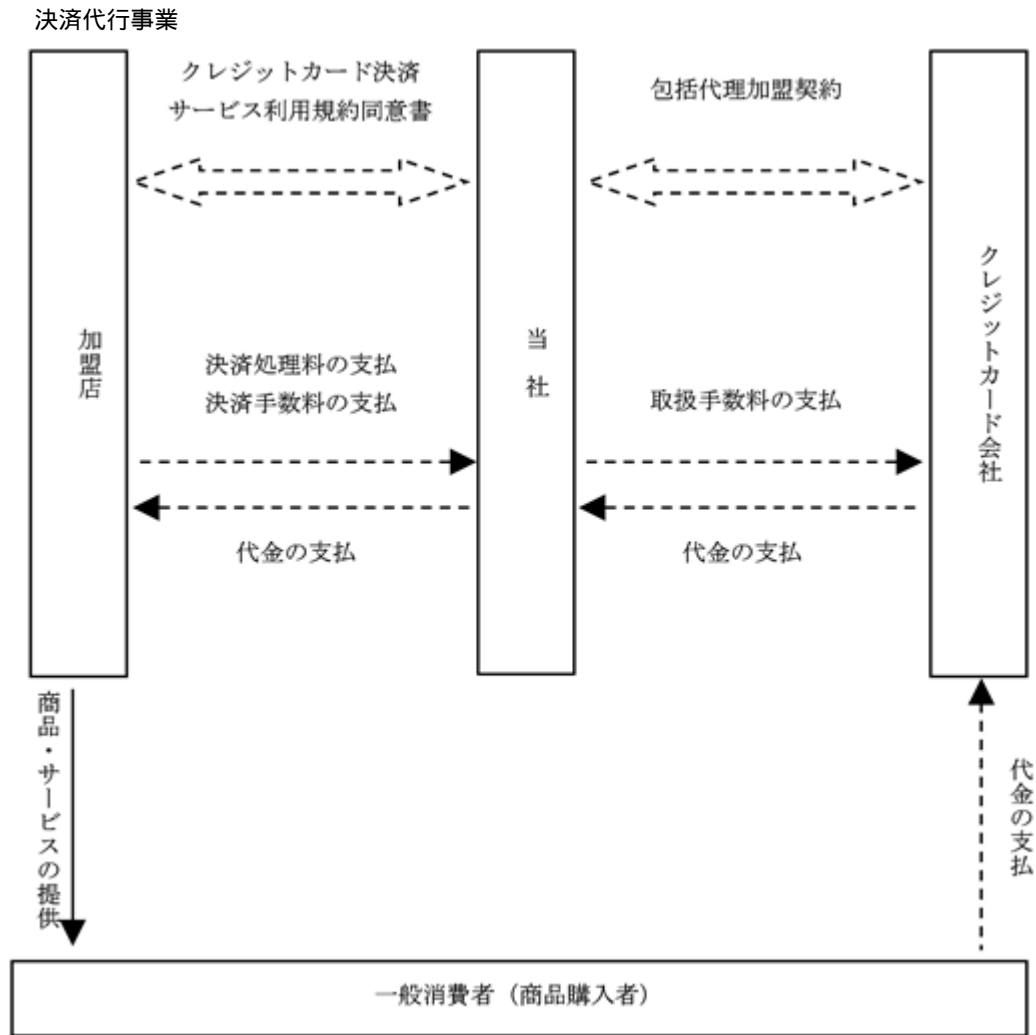 決済代行事業
クレジットカード決済
サービス利用規約同意書
包括代理加盟契約
加盟店
当社
クレジットカード会社
決済処理料の支払
決済手数料の支払
取扱手数料の支払
代金の支払
代金の支払
商品・サービスの提供
代金の支払
一般消費者（商品購入者）